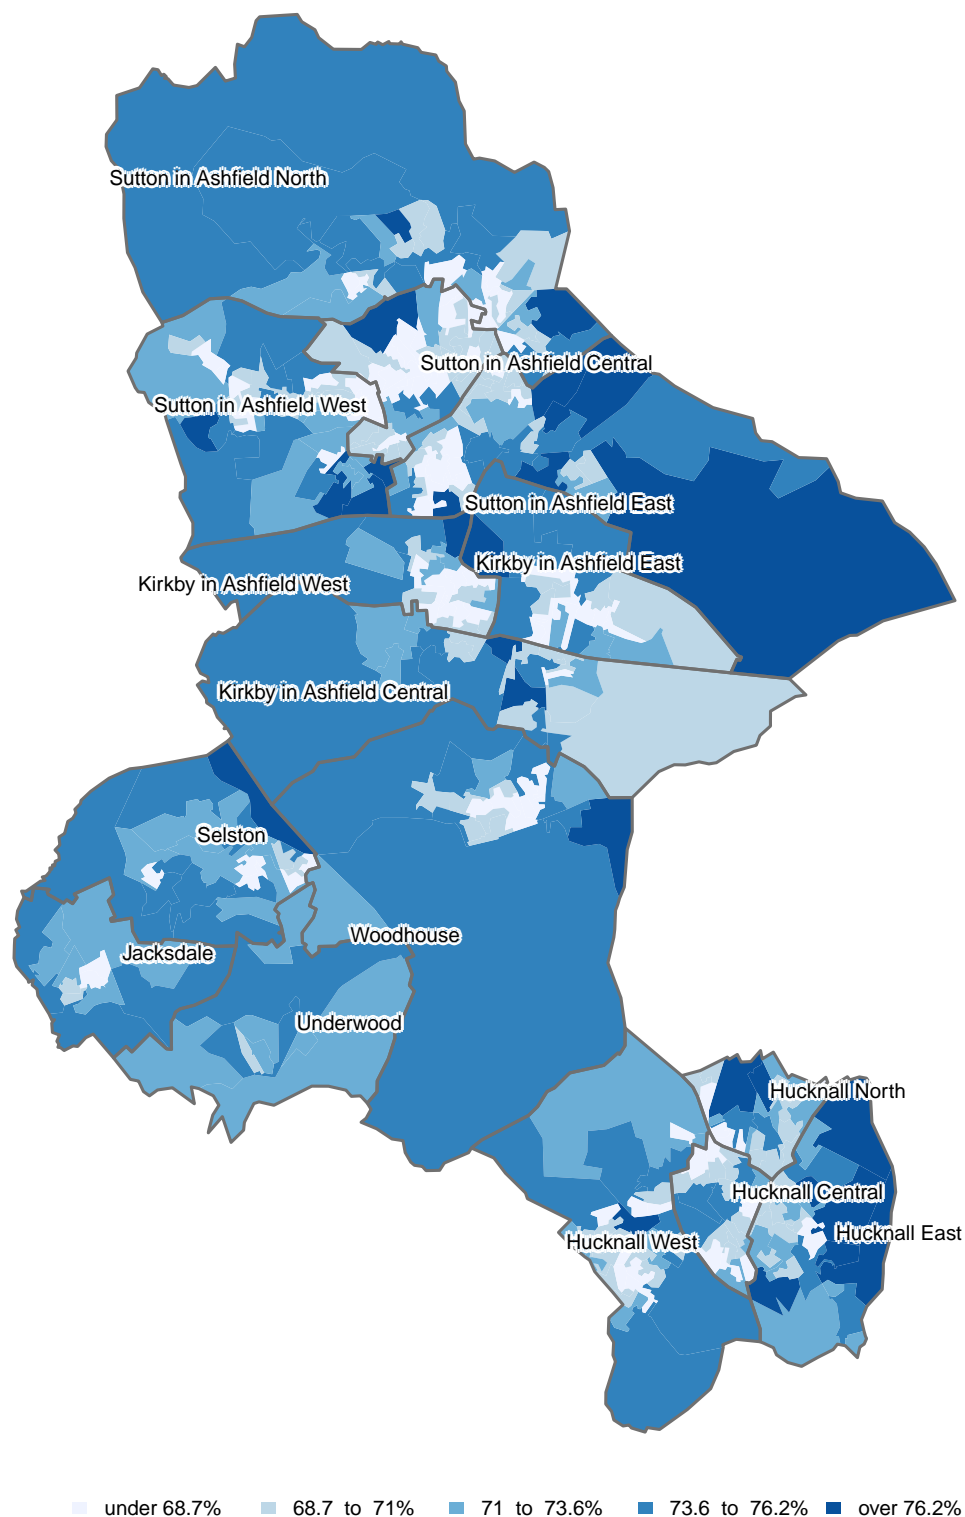 Sutton in Ashfield North
Sutton in Ashfield Central
Sutton in Ashfield West
Sutton in Ashfield East
Kirkby in Ashfield East
Kirkby in Ashfield West
Kirkby in Ashfield Central
Selston
Woodhouse
Jacksdale
Underwood
Hucknall North
Hucknall Central
Hucknall East
Hucknall West
under 68.7% 68.7 to 71% 71 to 73.6% 73.6 to 76.2% over 76.2%